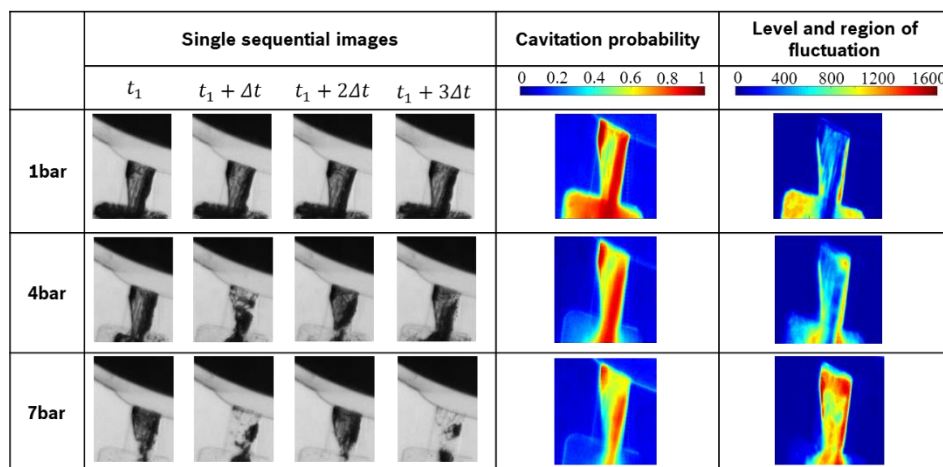 Single sequential images
Cavitation probability
Level and region of
fluctuation
t₁
t₁ + Δt
t₁ + 2Δt
t₁ + 3Δt
0 0.2 0.4 0.6 0.8 1
0 400 800 1200 1600
1bar
4bar
7bar